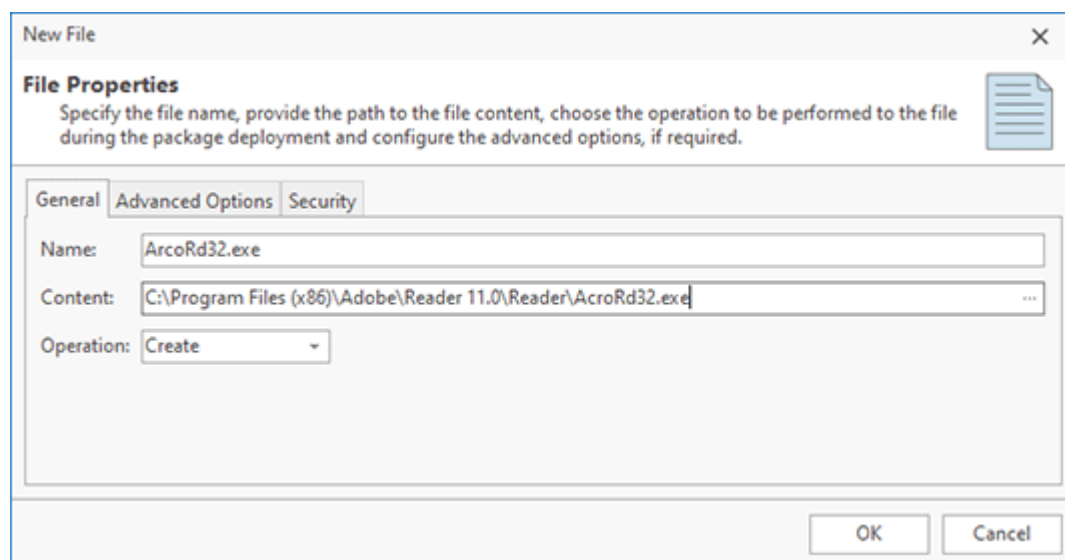 New File
File Properties
Specify the file name, provide the path to the file content, choose the operation to be performed to the file
during the package deployment and configure the advanced options, if required.
General Advanced Options Security
Name: ArcoRd32.exe
Content: C:\Program Files (x86)\Adobe\Reader 11.0\Reader\AcroRd32.exe ...
Operation: Create
OK Cancel